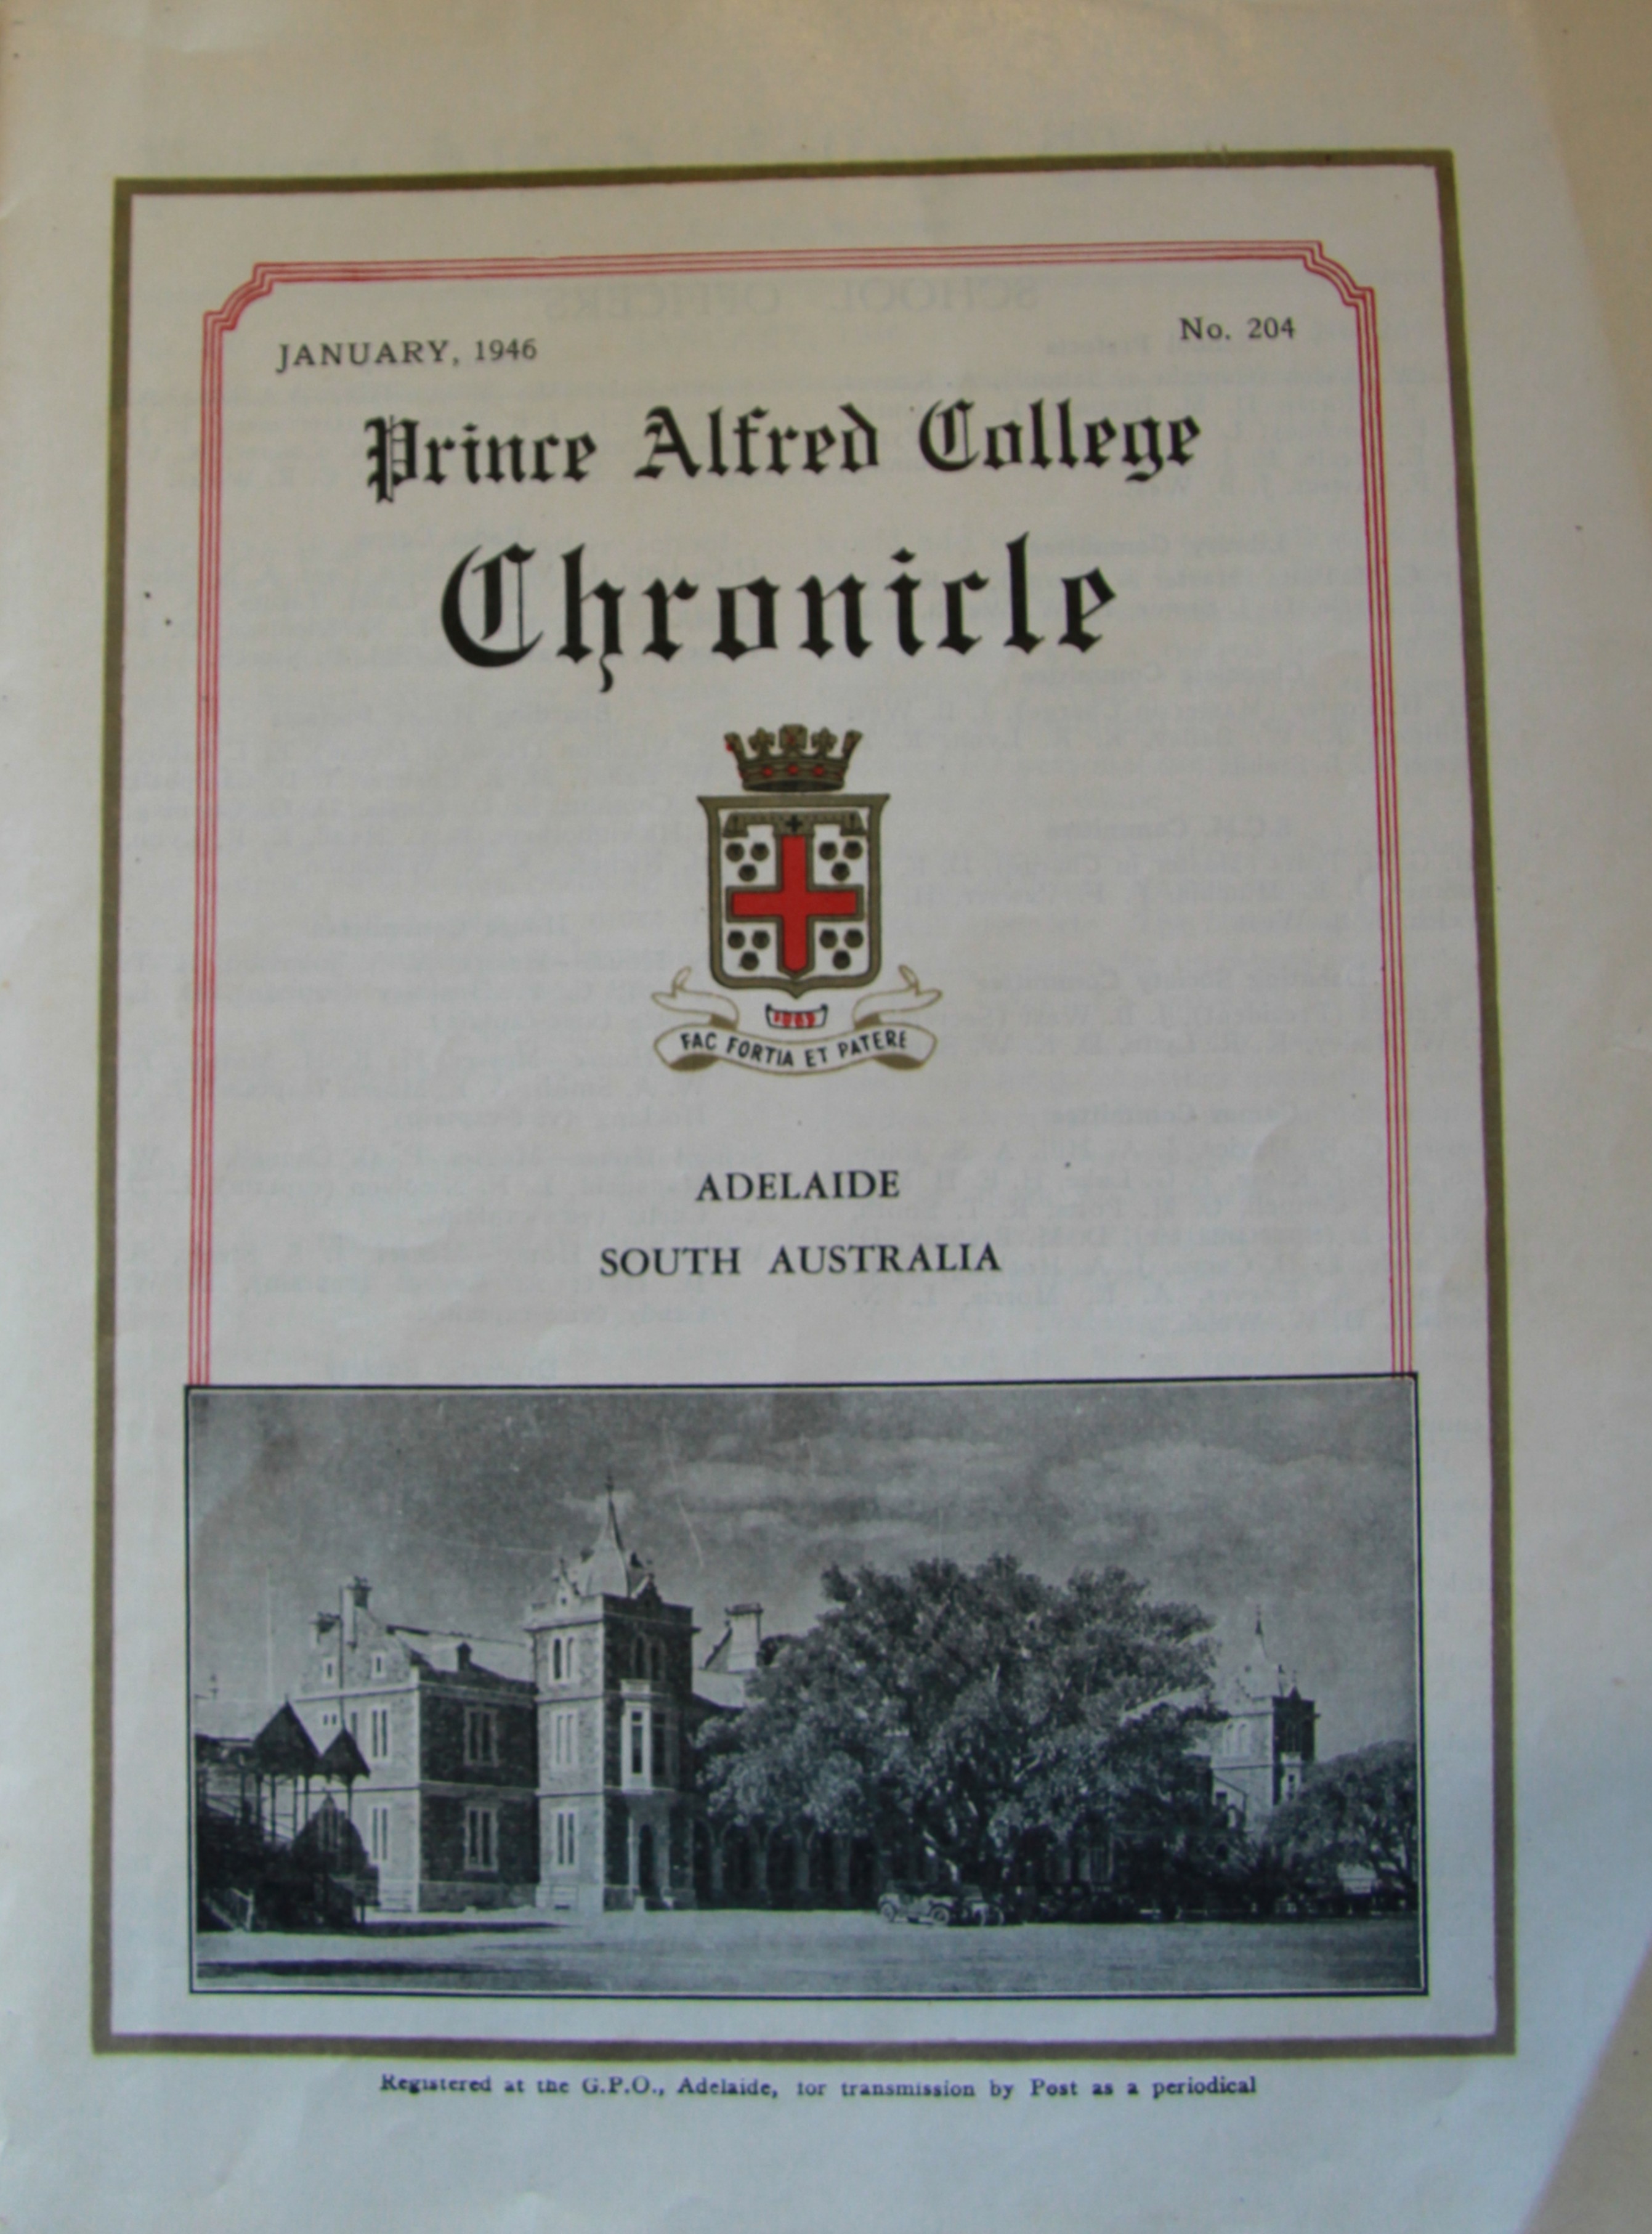 JANUARY, 1946
No. 204
Prince Alfred College
Chronicle
1869
FAC FORTIA ET PATERE
ADELAIDE
SOUTH AUSTRALIA
Registered at the G.P.O., Adelaide, for transmission by Post as a periodical